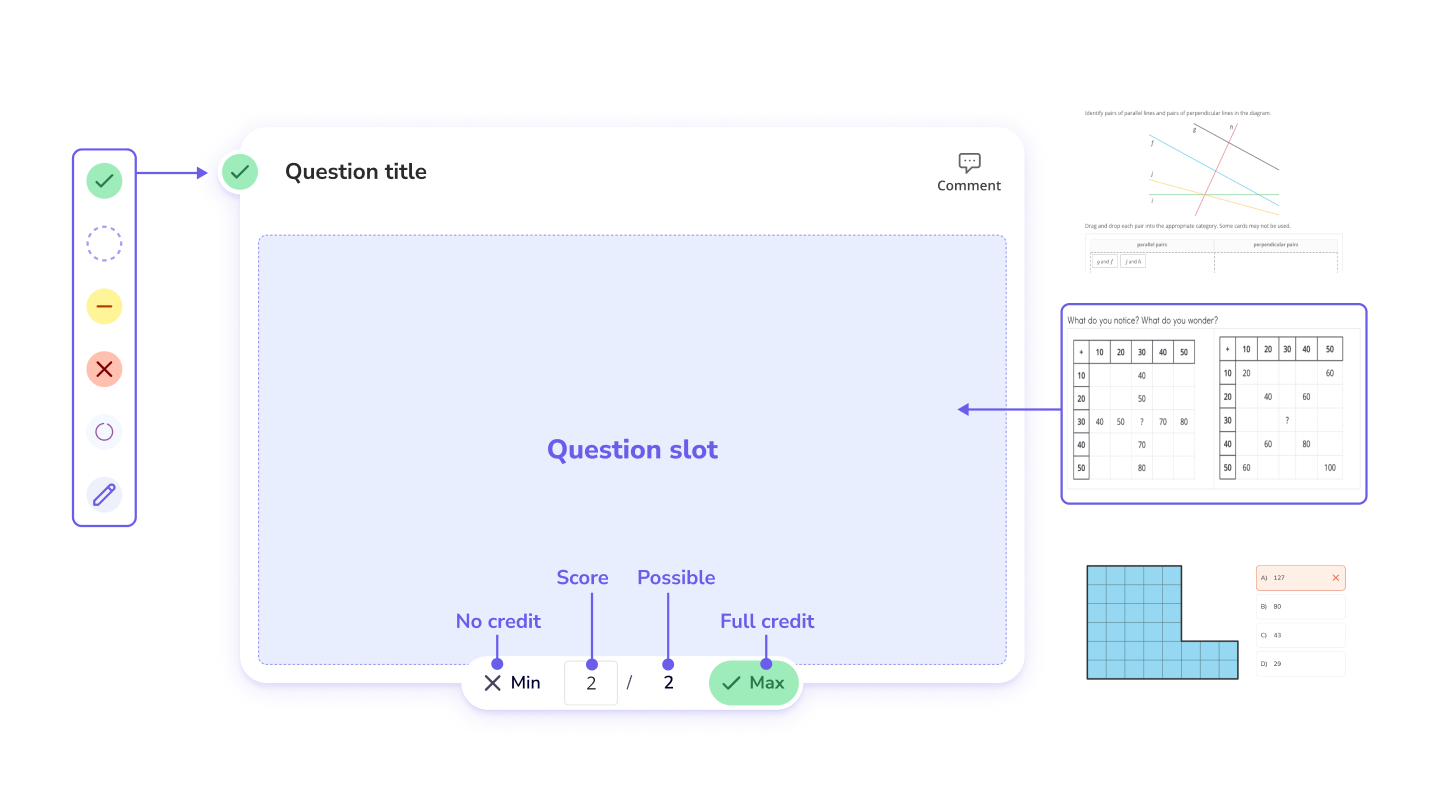 Question title
Comment
Question slot
Score Possible
No credit Full credit
Min 2 / 2 Max
Identify pairs of parallel lines and pairs of perpendicular lines in the diagram.
g h
f
j
i
Drag and drop each pair into the appropriate category. Some cards may not be used.
parallel pairs perpendicular pairs
g and f j and h
What do you notice? What do you wonder?
+ 10 20 30 40 50
10 40
20 50
30 40 50 ? 70 80
40 70
50 80
+ 10 20 30 40 50
10 20 60
20 40 60
30 ?
40 60 80
50 60 100
A) 127
B) 80
C) 43
D) 29